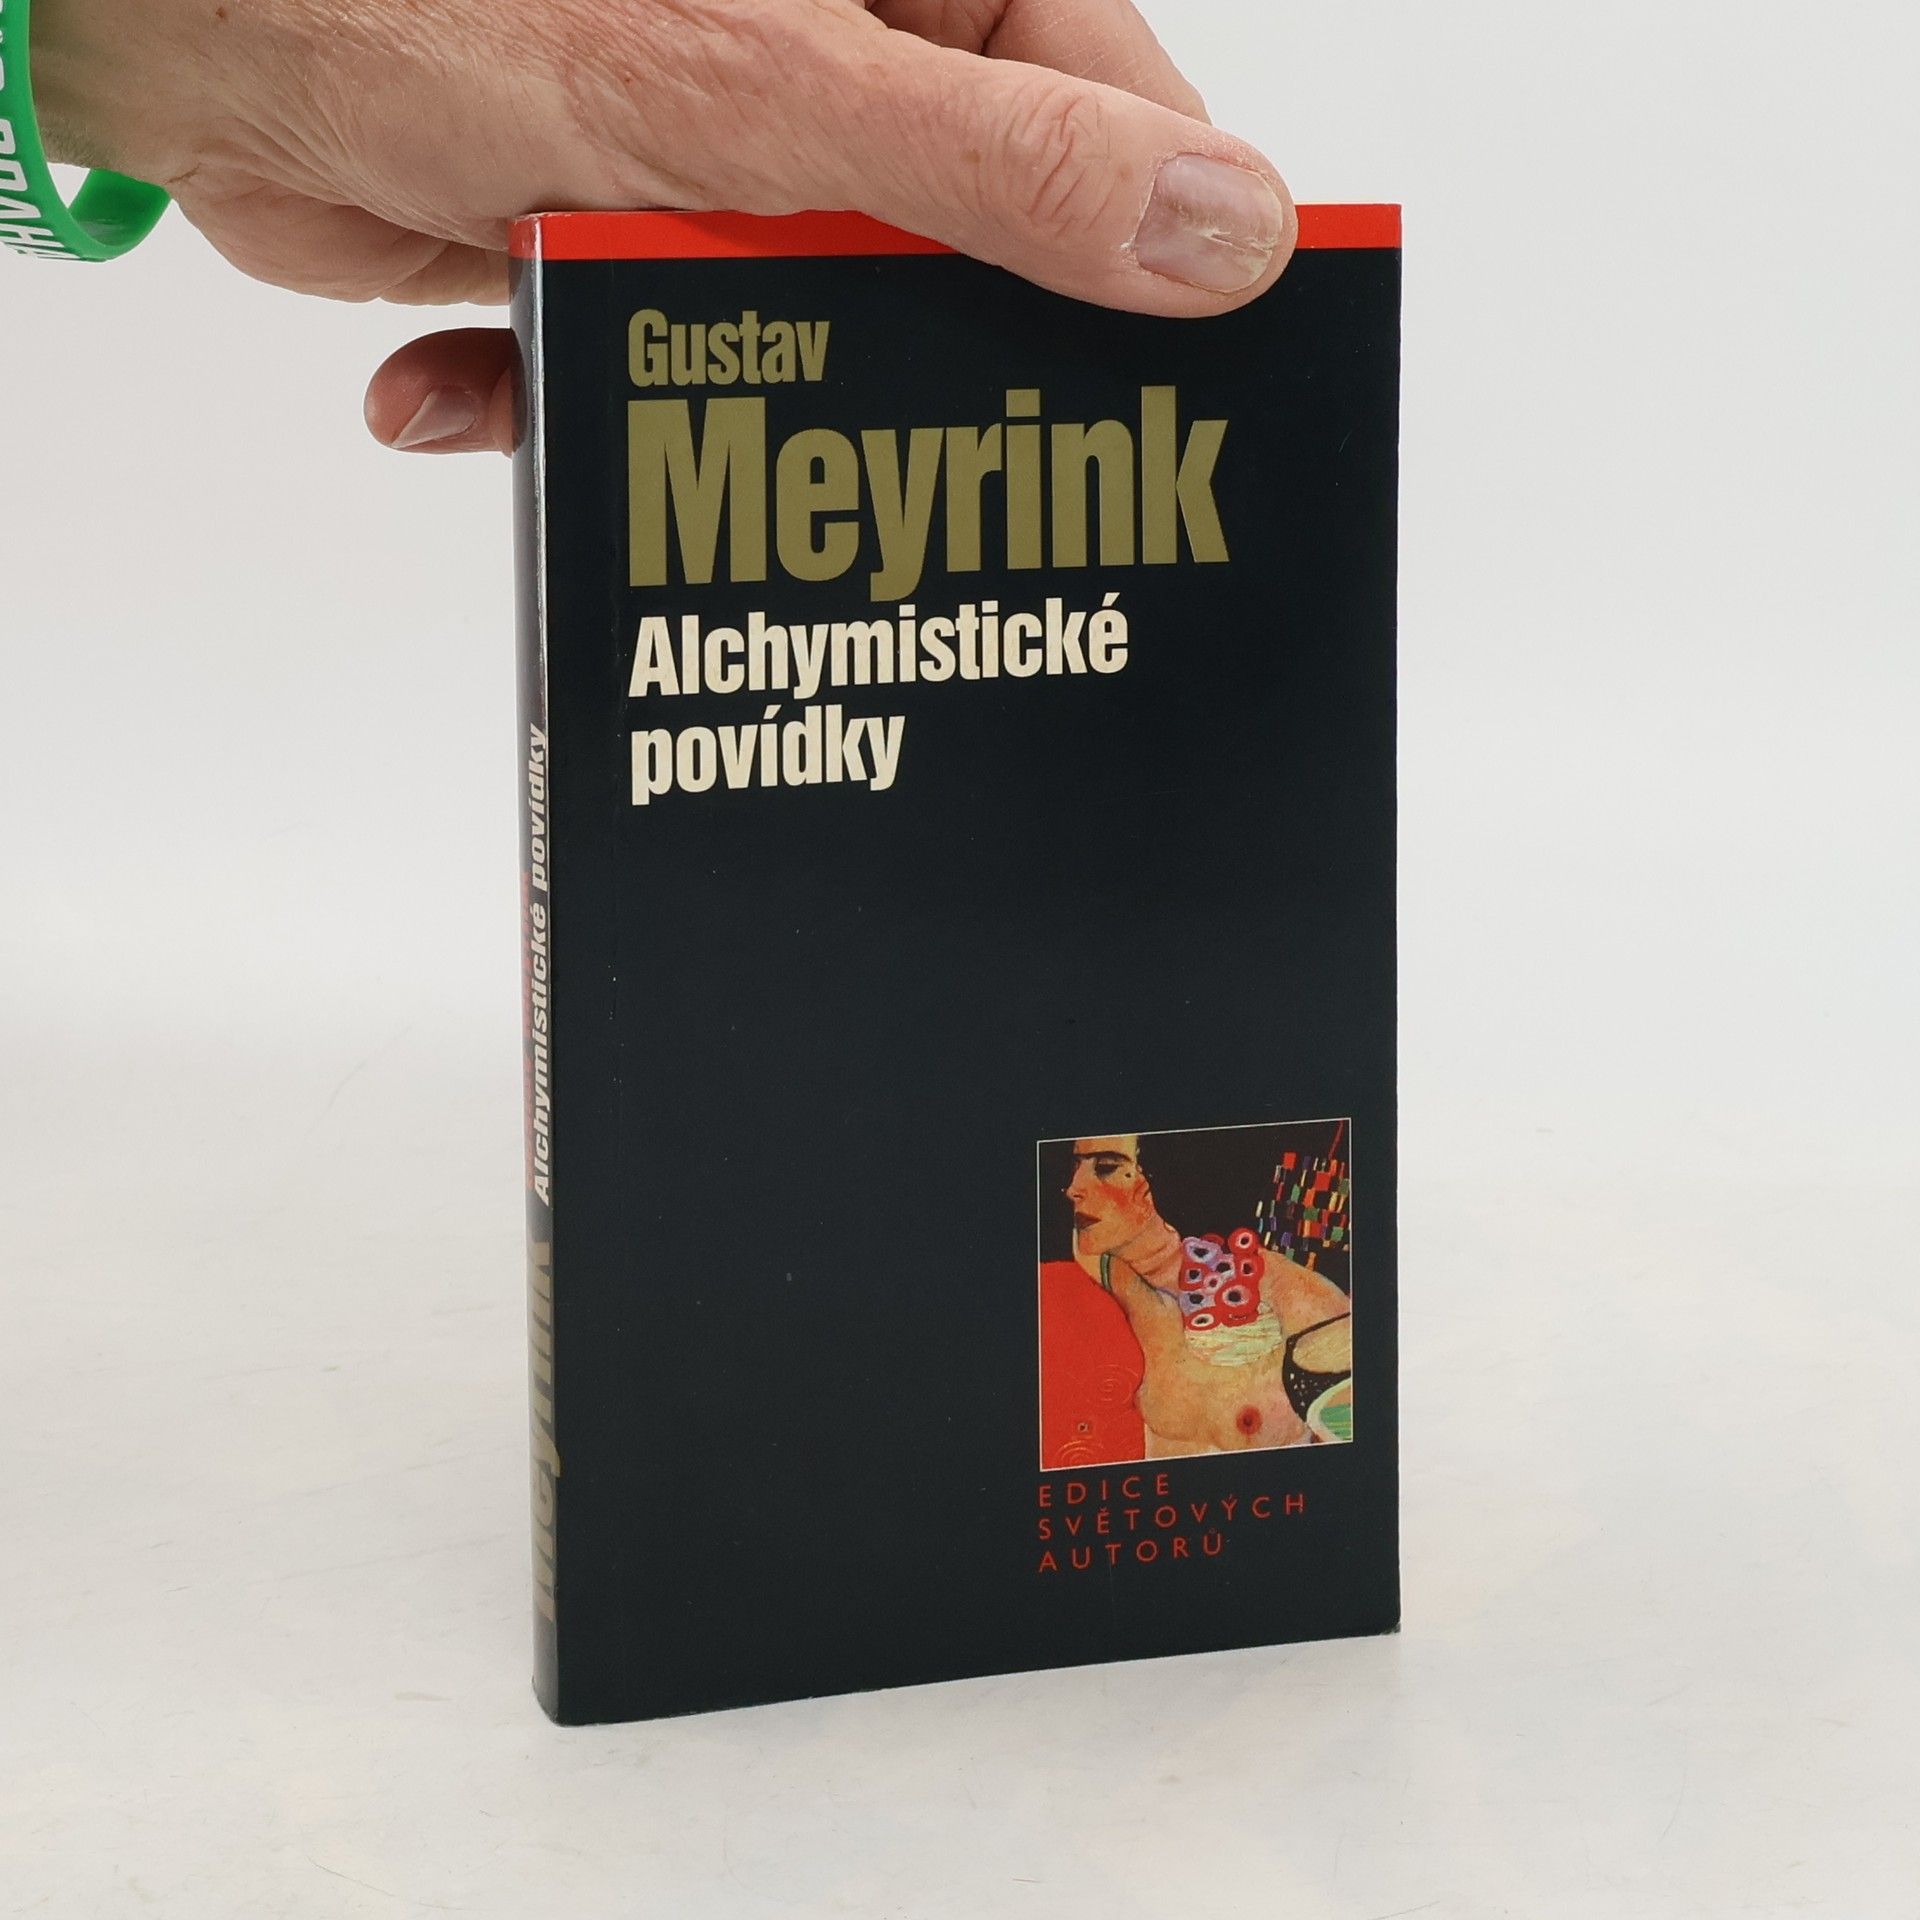 Gustav
Meyrink
Alchymistické
povídky
EDICE
SVĚTOVÝCH
AUTORŮ
Meyrink
Alchymistické povídky